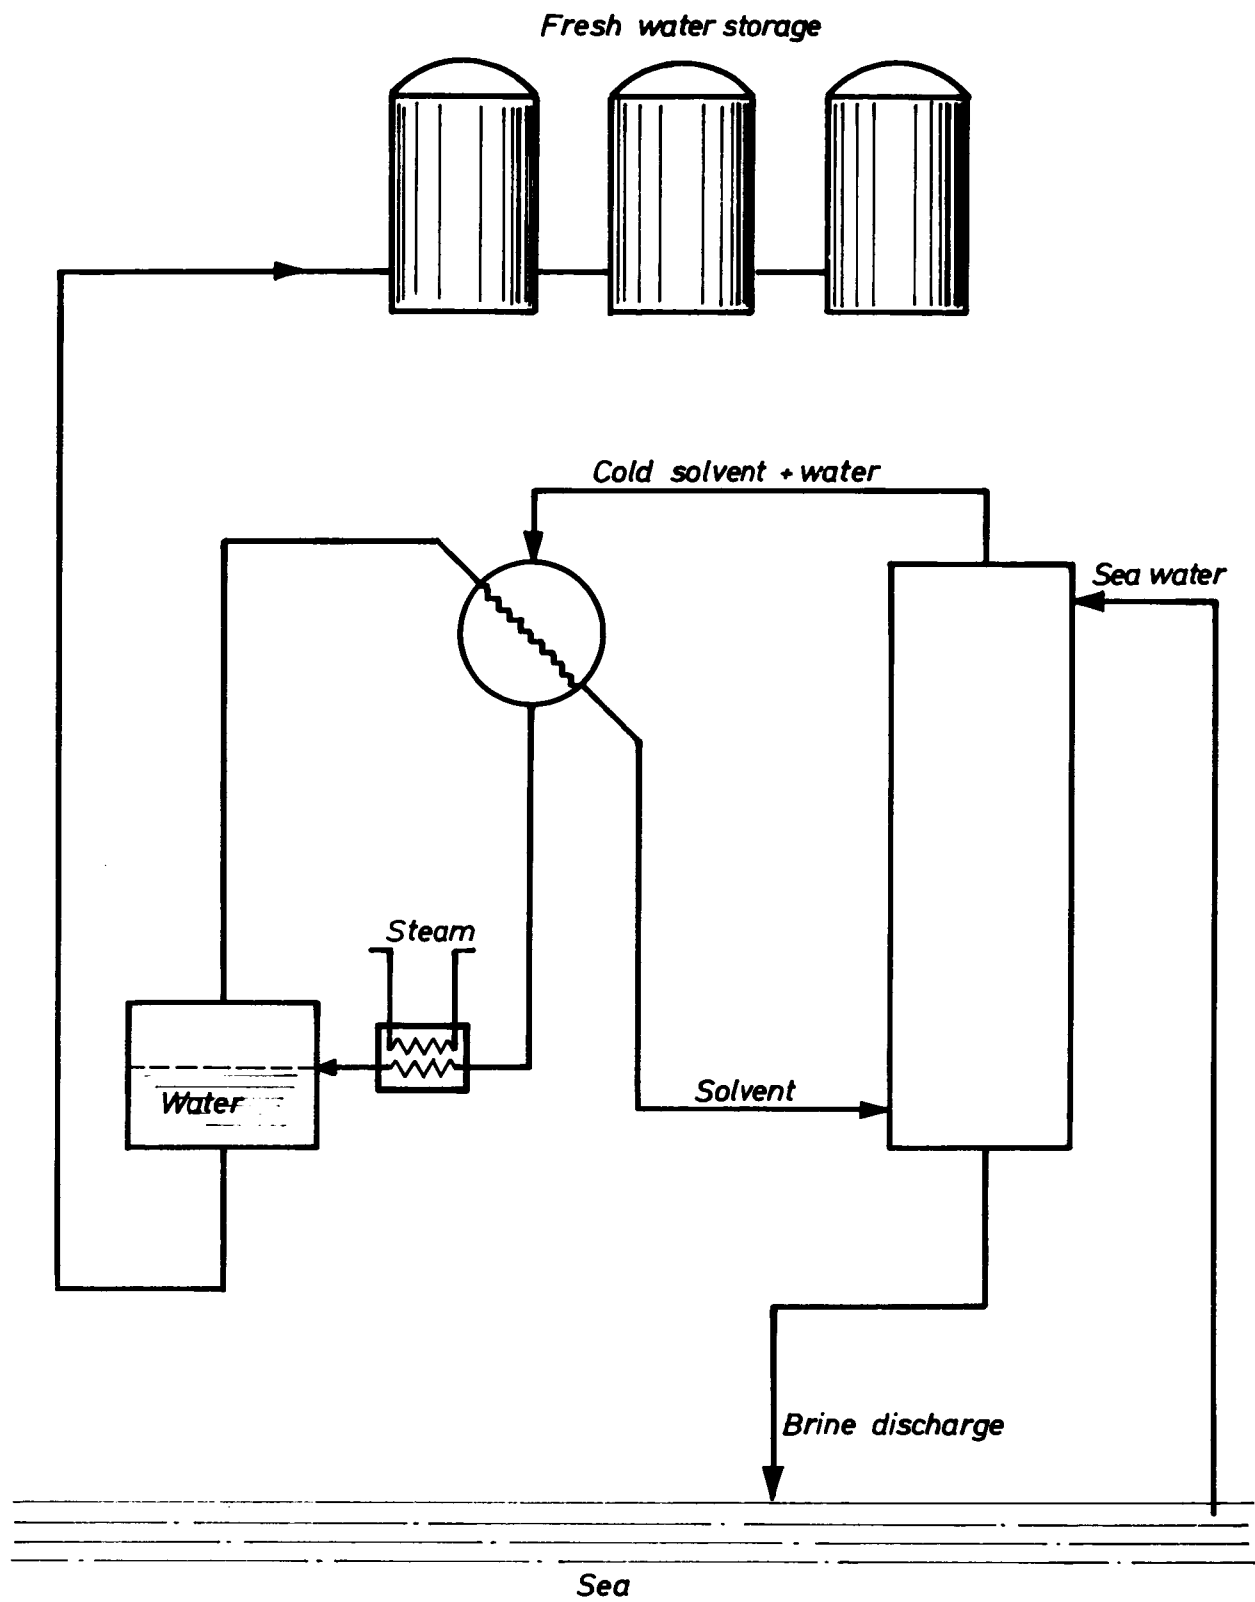 Fresh water storage
Cold solvent + water
Sea water
Steam
Solvent
Water
Brine discharge
Sea